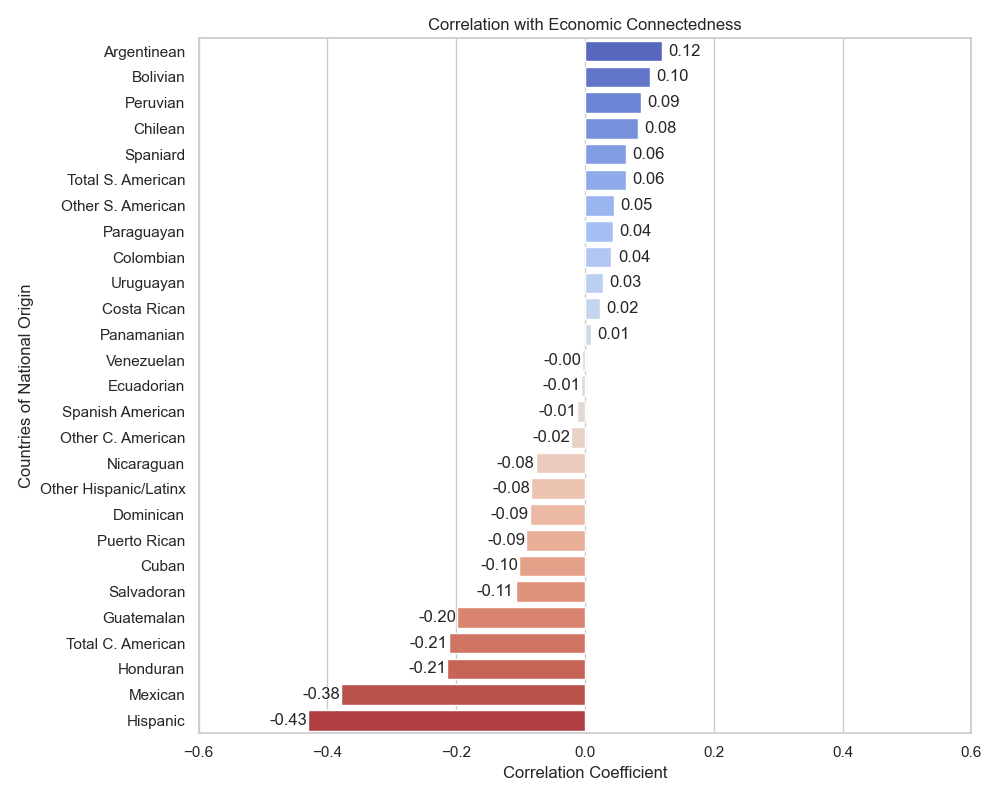 Correlation with Economic Connectedness
Argentinean 0.12
Bolivian 0.10
Peruvian 0.09
Chilean 0.08
Spaniard 0.06
Total S. American 0.06
Other S. American 0.05
Paraguayan 0.04
Colombian 0.04
Uruguayan 0.03
Costa Rican 0.02
Panamanian 0.01
Venezuelan -0.00
Ecuadorian -0.01
Spanish American -0.01
Other C. American -0.02
Nicaraguan -0.08
Other Hispanic/Latinx -0.08
Dominican -0.09
Puerto Rican -0.09
Cuban -0.10
Salvadoran -0.11
Guatemalan -0.20
Total C. American -0.21
Honduran -0.21
Mexican -0.38
Hispanic -0.43
Countries of National Origin
−0.6 −0.4 −0.2 0.0 0.2 0.4 0.6
Correlation Coefficient